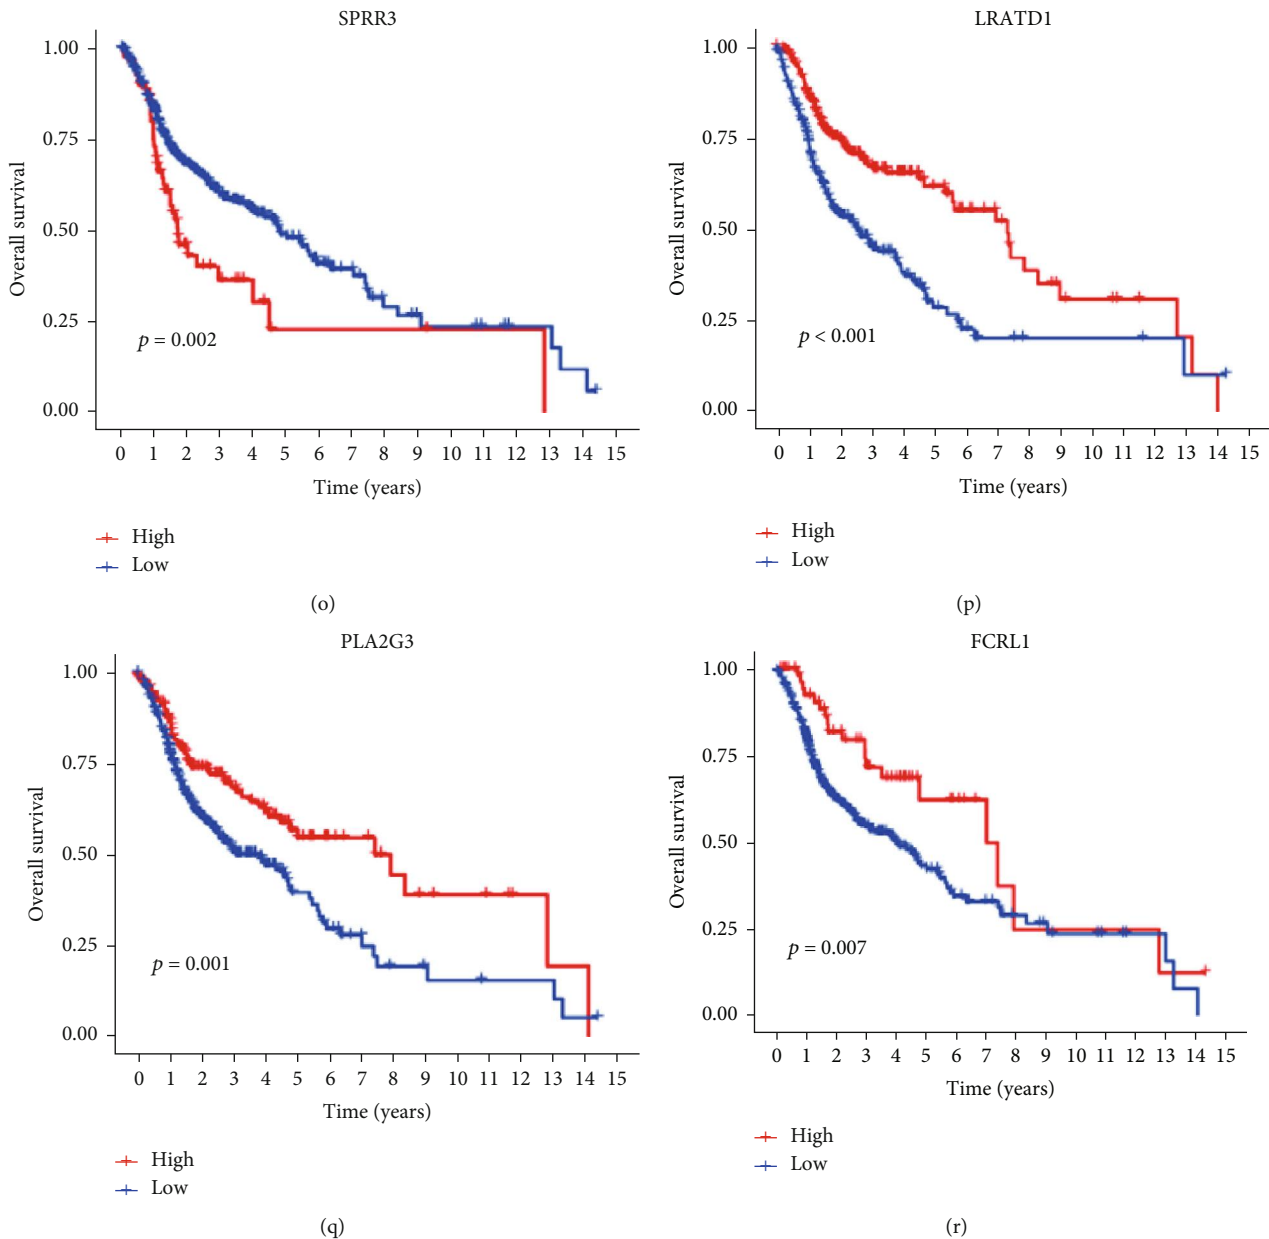 SPRR3
1.00
0.75
0.50
0.25
0.00
Overall survival
p = 0.002
0 1 2 3 4 5 6 7 8 9 10 11 12 13 14 15
Time (years)
High
Low
(o)
LRATD1
1.00
0.75
0.50
0.25
0.00
Overall survival
p < 0.001
0 1 2 3 4 5 6 7 8 9 10 11 12 13 14 15
Time (years)
High
Low
(p)
PLA2G3
1.00
0.75
0.50
0.25
0.00
Overall survival
p = 0.001
0 1 2 3 4 5 6 7 8 9 10 11 12 13 14 15
Time (years)
High
Low
(q)
FCRL1
1.00
0.75
0.50
0.25
0.00
Overall survival
p = 0.007
0 1 2 3 4 5 6 7 8 9 10 11 12 13 14 15
Time (years)
High
Low
(r)